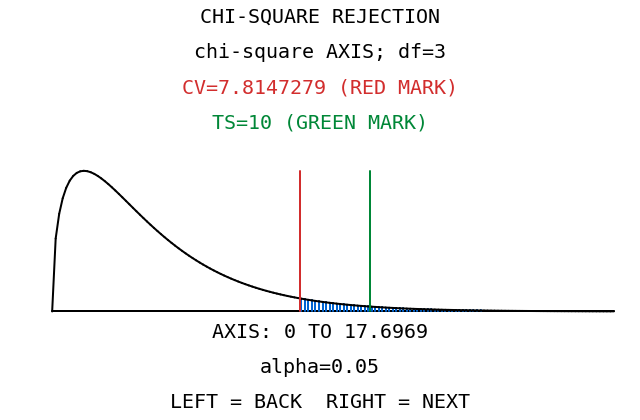 CHI-SQUARE REJECTION
chi-square AXIS; df=3
CV=7.8147279 (RED MARK)
TS=10 (GREEN MARK)
AXIS: 0 TO 17.6969
alpha=0.05
LEFT = BACK  RIGHT = NEXT